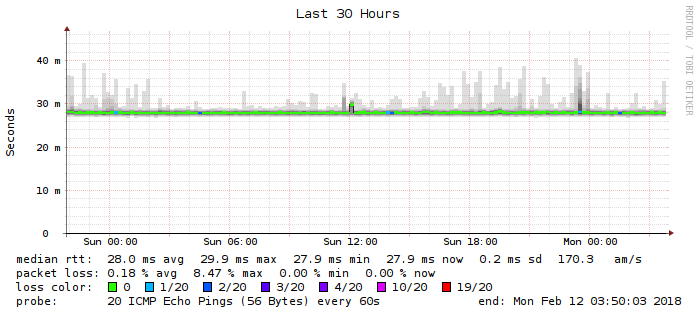 Last 30 Hours
RRDTOOL / TOBI OETIKER
Seconds
40 m
30 m
20 m
10 m
0
Sun 00:00 Sun 06:00 Sun 12:00 Sun 18:00 Mon 00:00
median rtt: 28.0 ms avg 29.9 ms max 27.9 ms min 27.9 ms now 0.2 ms sd 170.3 am/s
packet loss: 0.18 % avg 8.47 % max 0.00 % min 0.00 % now
loss color: 0 1/20 2/20 3/20 4/20 10/20 19/20
probe: 20 ICMP Echo Pings (56 Bytes) every 60s end: Mon Feb 12 03:50:03 2018